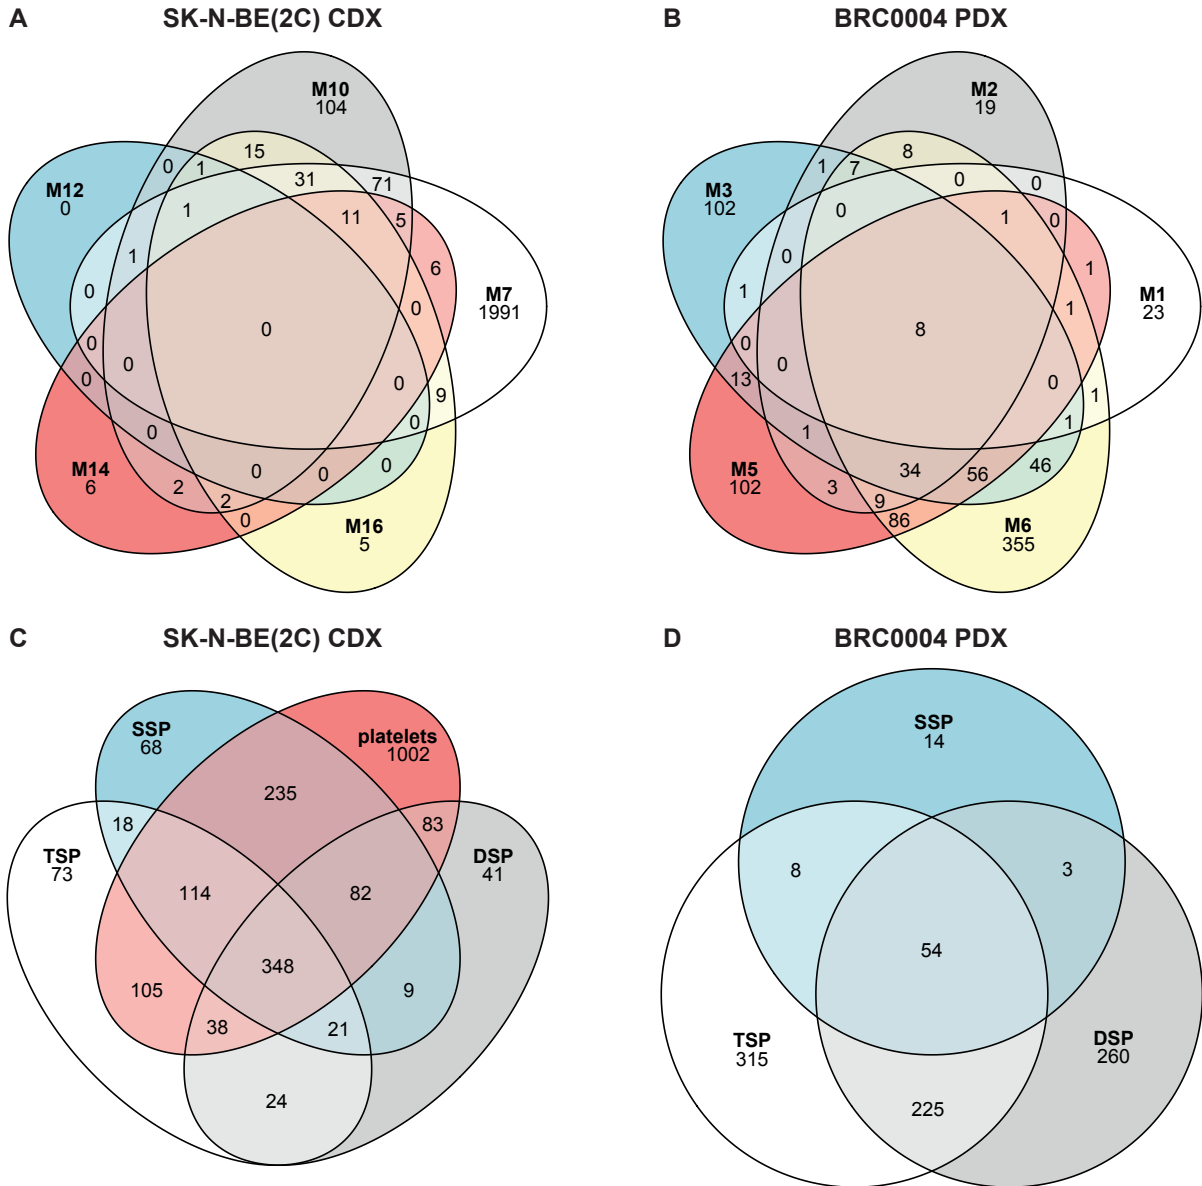 A SK-N-BE(2C) CDX
M10
104
M12
0
M7
1991
M14
6
M16
5
0 1 15
31 71
1 11 5
1 6
0 0
0
0 0
0 0 9
0 0
0 0 0
2 2
0
B BRC0004 PDX
M2
19
M3
102
M1
23
M5
102
M6
355
1 7 8
0 0
0 1 0
0 1
1 1
8
0 0
13 0 1
1 1
34 56 46
3 9
86
C SK-N-BE(2C) CDX
SSP
68
platelets
1002
TSP
73
DSP
41
235
18 83
114 82
348
105 9
38 21
24
D BRC0004 PDX
SSP
14
8 3
54
TSP
315
DSP
260
225